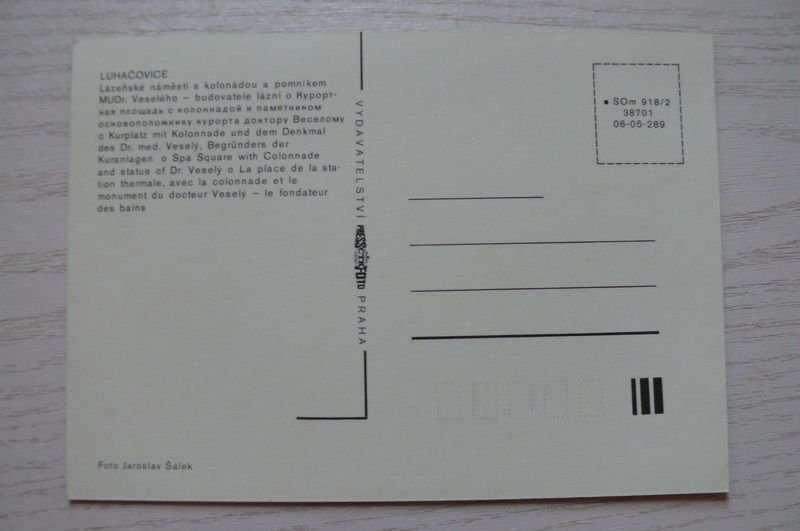 LUHAČOVICE
Lázeňské náměstí s kolonádou a pomníkem
MUDr. Veselého – budovatele lázní o Курорт-
ная площадь с колоннадой и памятником
основоположнику курорта доктору Веселому
o Kurplatz mit Kolonnade und dem Denkmal
des Dr. med. Veselý, Begründers der
Kuranlagen o Spa Square with Colonnade
and statue of Dr. Veselý o La place de la sta-
tion thermale, avec la colonnade et le
monument du docteur Veselý – le fondateur
des bains
Foto Jaroslav Šálek
VYDAVATELSTVÍ PRESSFOTO PRAHA
• SOm 918/2
38701
06-05-289